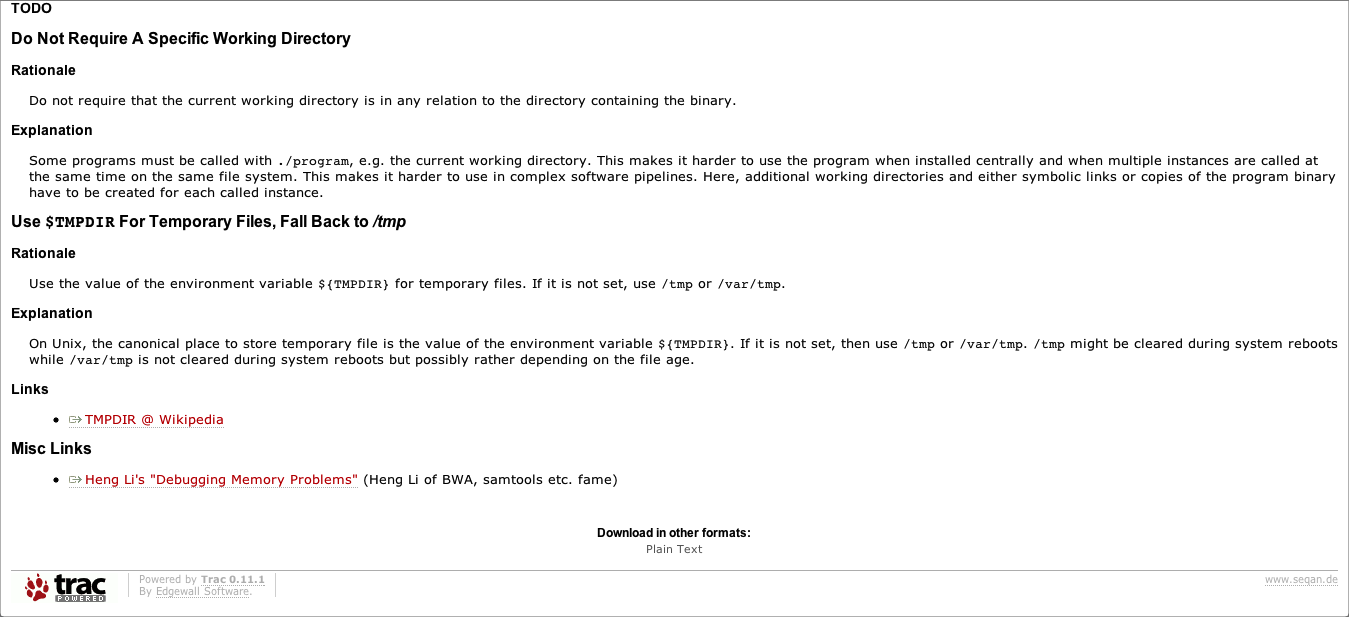 TODO
Do Not Require A Specific Working Directory
Rationale
Do not require that the current working directory is in any relation to the directory containing the binary.
Explanation
Some programs must be called with ./program, e.g. the current working directory. This makes it harder to use the program when installed centrally and when multiple instances are called at
the same time on the same file system. This makes it harder to use in complex software pipelines. Here, additional working directories and either symbolic links or copies of the program binary
have to be created for each called instance.
Use $TMPDIR For Temporary Files, Fall Back to /tmp
Rationale
Use the value of the environment variable ${TMPDIR} for temporary files. If it is not set, use /tmp or /var/tmp.
Explanation
On Unix, the canonical place to store temporary file is the value of the environment variable ${TMPDIR}. If it is not set, then use /tmp or /var/tmp. /tmp might be cleared during system reboots
while /var/tmp is not cleared during system reboots but possibly rather depending on the file age.
Links
• TMPDIR @ Wikipedia
Misc Links
• Heng Li's "Debugging Memory Problems" (Heng Li of BWA, samtools etc. fame)
Download in other formats:
Plain Text
trac
POWERED
Powered by Trac 0.11.1
By Edgewall Software.
www.seqan.de